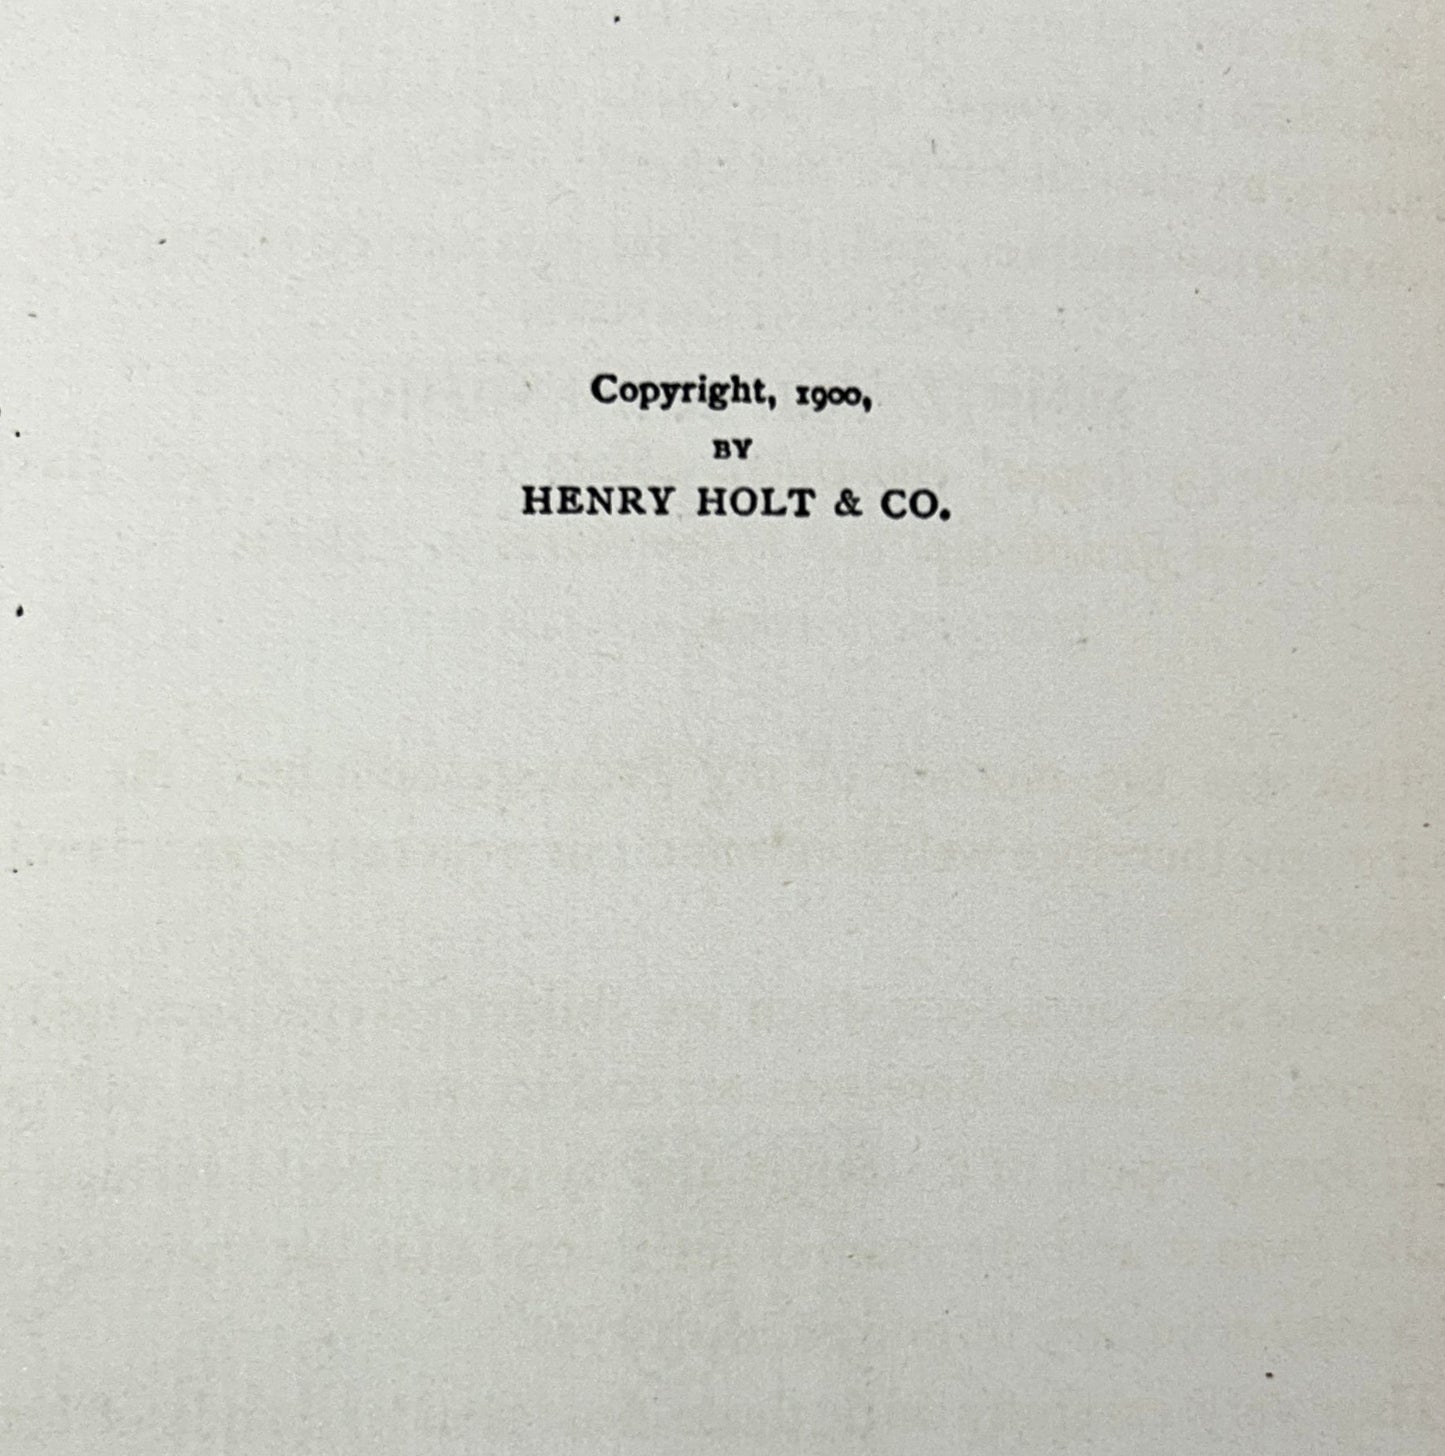 Copyright, 1900,
BY
HENRY HOLT & CO.